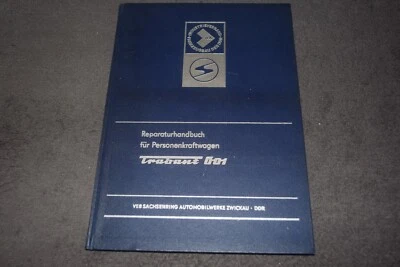 Reparaturhandbuch
für Personenkraftwagen
Trabant 601
VEB SACHSENRING AUTOMOBILWERKE ZWICKAU · DDR